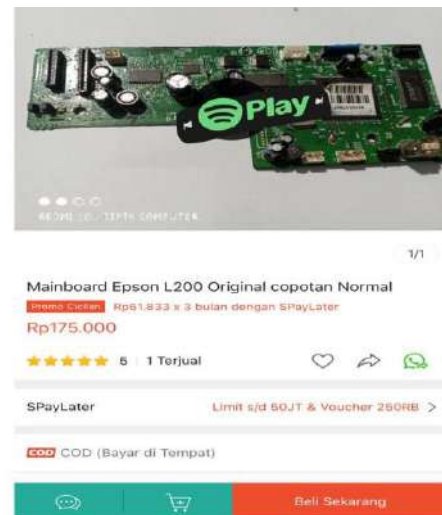 Play
1/1
Mainboard Epson L200 Original copotan Normal
Promo Cicilan Rp61.833 x 3 bulan dengan SPayLater
Rp175.000
5 1 Terjual
SPayLater Limit s/d 50JT & Voucher 250RB >
COD COD (Bayar di Tempat)
Beli Sekarang